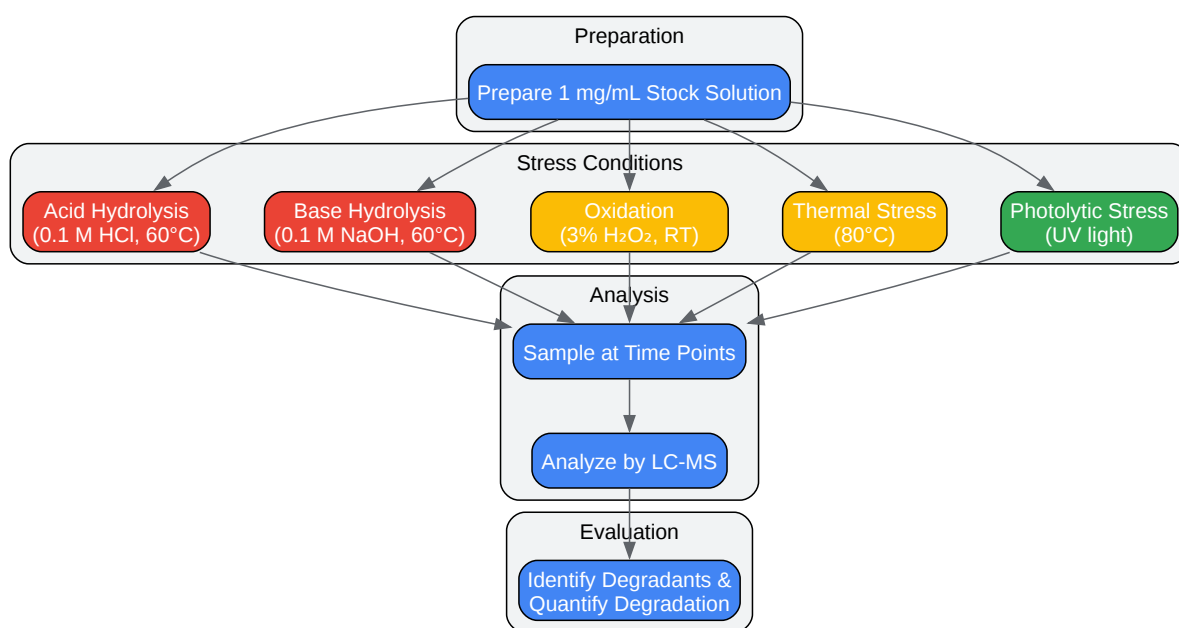 Preparation
Prepare 1 mg/mL Stock Solution
Stress Conditions
Acid Hydrolysis
(0.1 M HCl, 60°C)
Base Hydrolysis
(0.1 M NaOH, 60°C)
Oxidation
(3% H₂O₂, RT)
Thermal Stress
(80°C)
Photolytic Stress
(UV light)
Analysis
Sample at Time Points
Analyze by LC-MS
Evaluation
Identify Degradants &
Quantify Degradation